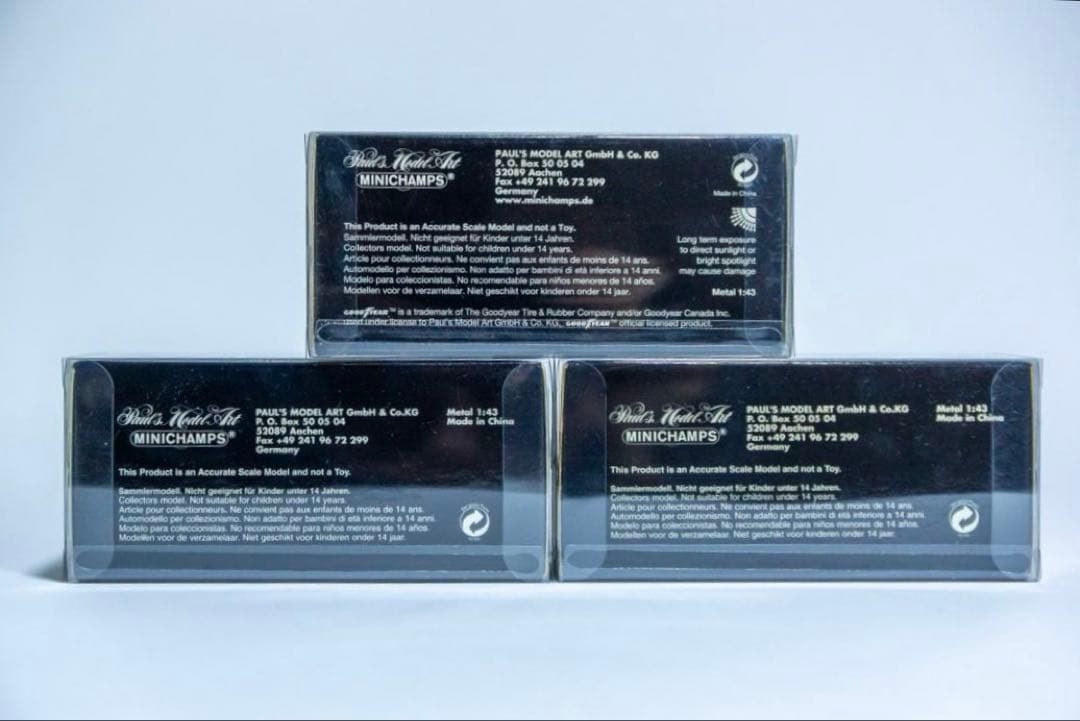 Paul's Model Art
MINICHAMPS®
PAUL'S MODEL ART GmbH & Co. KG
P. O. Box 50 05 04
52089 Aachen
Fax +49 241 96 72 299
Germany
www.minichamps.de
Made in China
This Product is an Accurate Scale Model and not a Toy.
Sammlermodell. Nicht geeignet für Kinder unter 14 Jahren.
Collectors model. Not suitable for children under 14 years.
Article pour collectionneurs. Ne convient pas aux enfants de moins de 14 ans.
Automodello per collezionismo. Non adatto per bambini di età inferiore a 14 anni.
Modelo para coleccionistas. No recomendable para niños menores de 14 años.
Modellen voor de verzamelaar. Niet geschikt voor kinderen onder 14 jaar.
Long term exposure
to direct sunlight or
bright spotlight
may cause damage
Metal 1:43
GOODYEAR™ is a trademark of The Goodyear Tire & Rubber Company and/or Goodyear Canada Inc.
used under license to Paul's Model Art GmbH & Co. KG. GOODYEAR™ official licensed product.
Paul's Model Art
MINICHAMPS®
PAUL'S MODEL ART GmbH & Co.KG
P. O. Box 50 05 04
52089 Aachen
Fax +49 241 96 72 299
Germany
Metal 1:43
Made in China
This Product is an Accurate Scale Model and not a Toy.
Sammlermodell. Nicht geeignet für Kinder unter 14 Jahren.
Collectors model. Not suitable for children under 14 years.
Article pour collectionneurs. Ne convient pas aux enfants de moins de 14 ans.
Automodello per collezionismo. Non adatto per bambini di età inferiore a 14 anni.
Modelo para coleccionistas. No recomendable para niños menores de 14 años.
Modellen voor de verzamelaar. Niet geschikt voor kinderen onder 14 jaar.
Paul's Model Art
MINICHAMPS®
PAUL'S MODEL ART GmbH & Co.KG
P. O. Box 50 05 04
52089 Aachen
Fax +49 241 96 72 299
Germany
Metal 1:43
Made in China
This Product is an Accurate Scale Model and not a Toy.
Sammlermodell. Nicht geeignet für Kinder unter 14 Jahren.
Collectors model. Not suitable for children under 14 years.
Article pour collectionneurs. Ne convient pas aux enfants de moins de 14 ans.
Automodello per collezionismo. Non adatto per bambini di età inferiore a 14 anni.
Modelo para coleccionistas. No recomendable para niños menores de 14 años.
Modellen voor de verzamelaar. Niet geschikt voor kinderen onder 14 jaar.